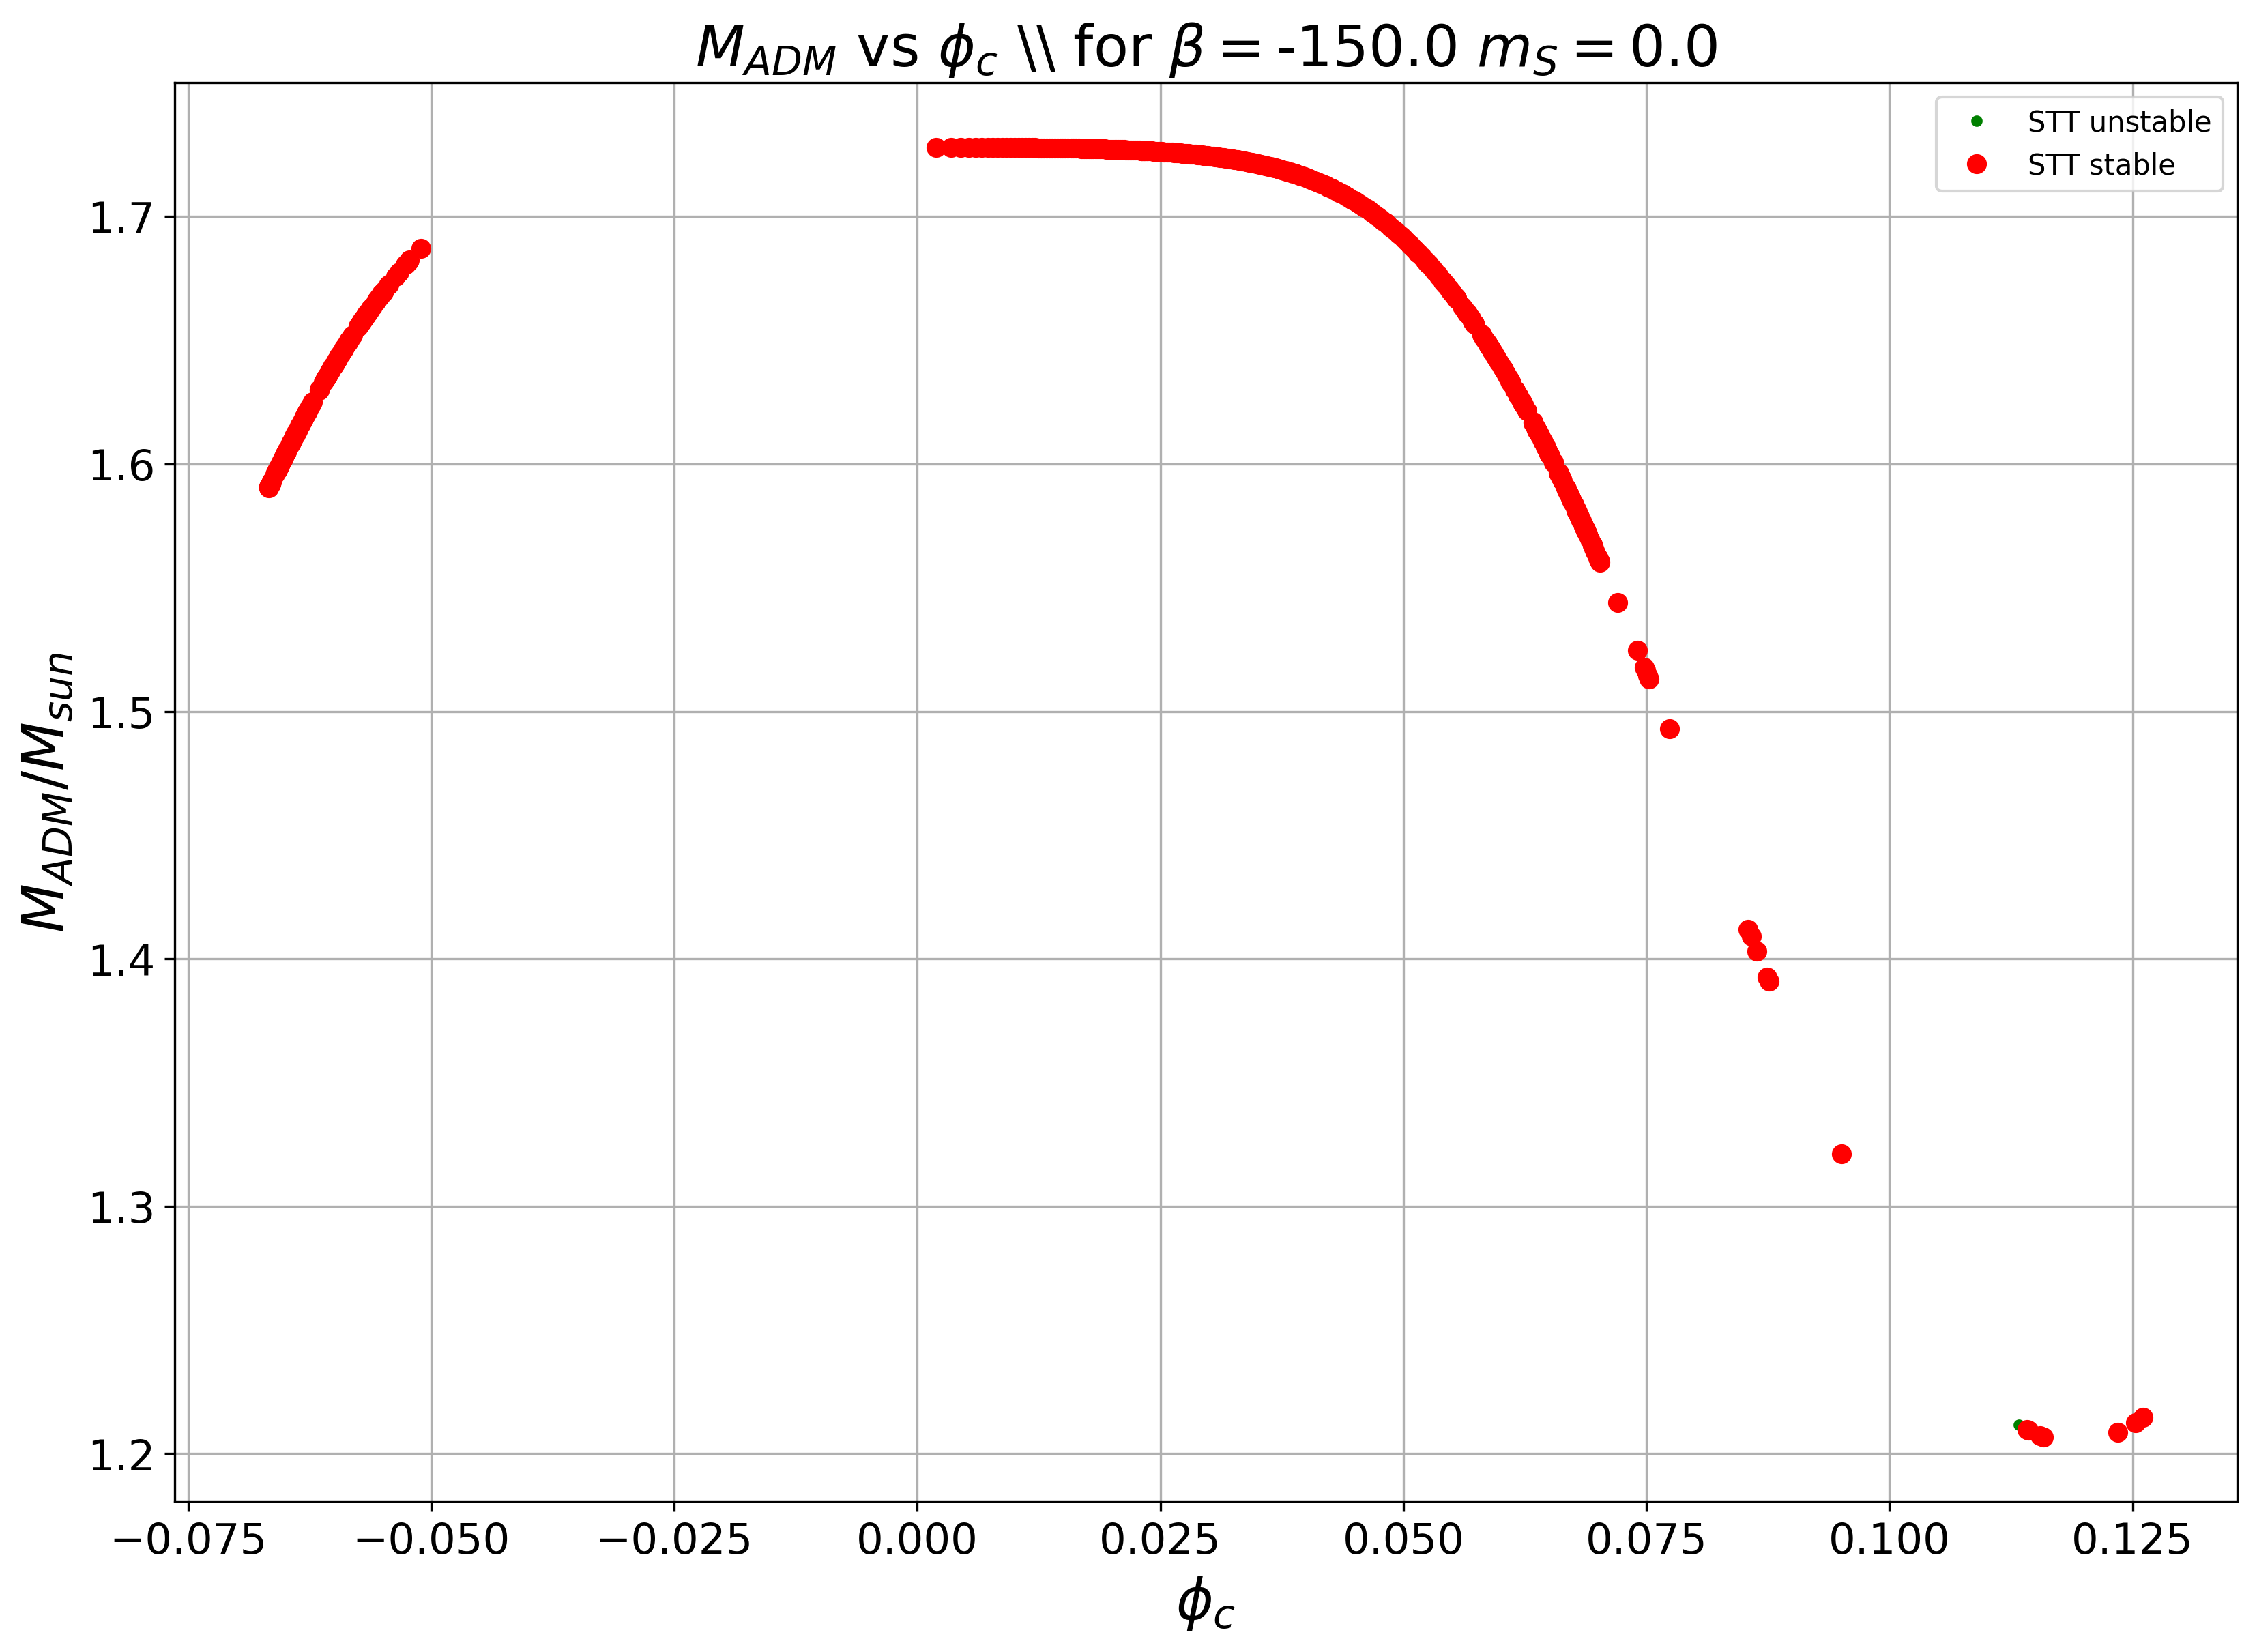 M_ADM vs ϕ_c \\ for β = -150.0 m_S = 0.0
STT unstable
STT stable
M_ADM/M_sun
1.7
1.6
1.5
1.4
1.3
1.2
−0.075 −0.050 −0.025 0.000 0.025 0.050 0.075 0.100 0.125
ϕ_c